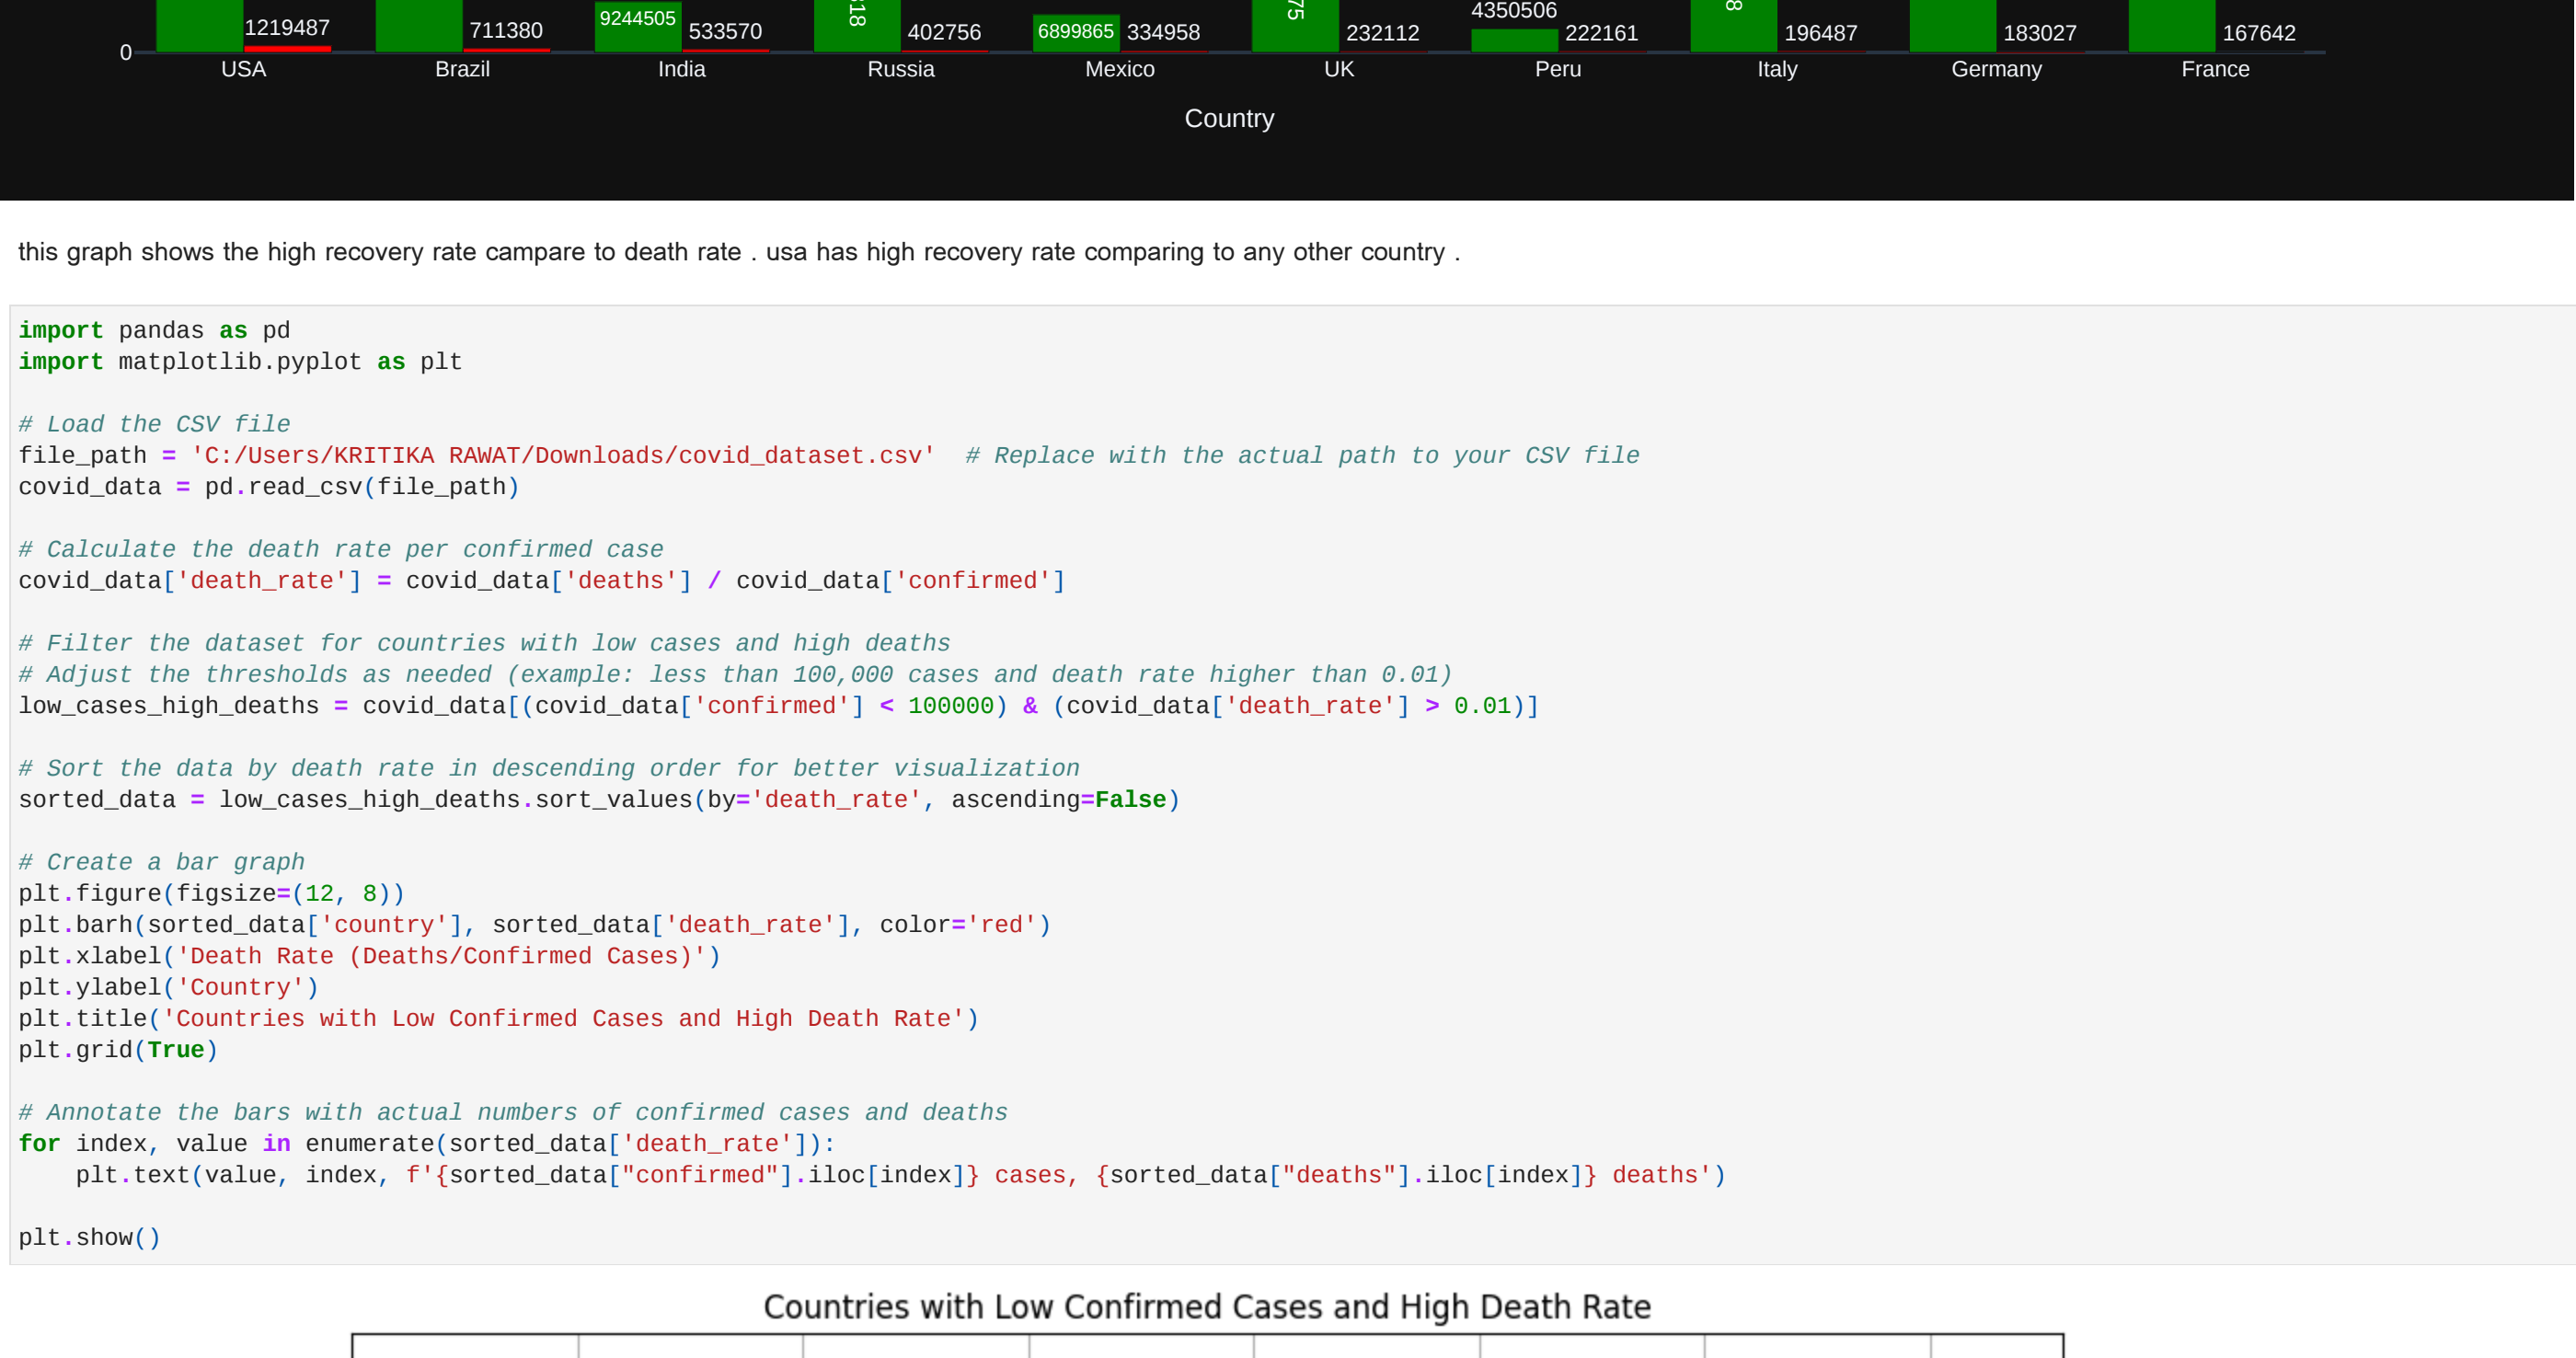 1219487 711380 9244505 533570 318 402756 6899865 334958 75 232112 4350506 222161 8 196487 183027 167642
0
USA Brazil India Russia Mexico UK Peru Italy Germany France
Country
this graph shows the high recovery rate campare to death rate . usa has high recovery rate comparing to any other country .
import pandas as pd
import matplotlib.pyplot as plt
# Load the CSV file
file_path = 'C:/Users/KRITIKA RAWAT/Downloads/covid_dataset.csv'  # Replace with the actual path to your CSV file
covid_data = pd.read_csv(file_path)
# Calculate the death rate per confirmed case
covid_data['death_rate'] = covid_data['deaths'] / covid_data['confirmed']
# Filter the dataset for countries with low cases and high deaths
# Adjust the thresholds as needed (example: less than 100,000 cases and death rate higher than 0.01)
low_cases_high_deaths = covid_data[(covid_data['confirmed'] < 100000) & (covid_data['death_rate'] > 0.01)]
# Sort the data by death rate in descending order for better visualization
sorted_data = low_cases_high_deaths.sort_values(by='death_rate', ascending=False)
# Create a bar graph
plt.figure(figsize=(12, 8))
plt.barh(sorted_data['country'], sorted_data['death_rate'], color='red')
plt.xlabel('Death Rate (Deaths/Confirmed Cases)')
plt.ylabel('Country')
plt.title('Countries with Low Confirmed Cases and High Death Rate')
plt.grid(True)
# Annotate the bars with actual numbers of confirmed cases and deaths
for index, value in enumerate(sorted_data['death_rate']):
    plt.text(value, index, f'{sorted_data["confirmed"].iloc[index]} cases, {sorted_data["deaths"].iloc[index]} deaths')
plt.show()
Countries with Low Confirmed Cases and High Death Rate